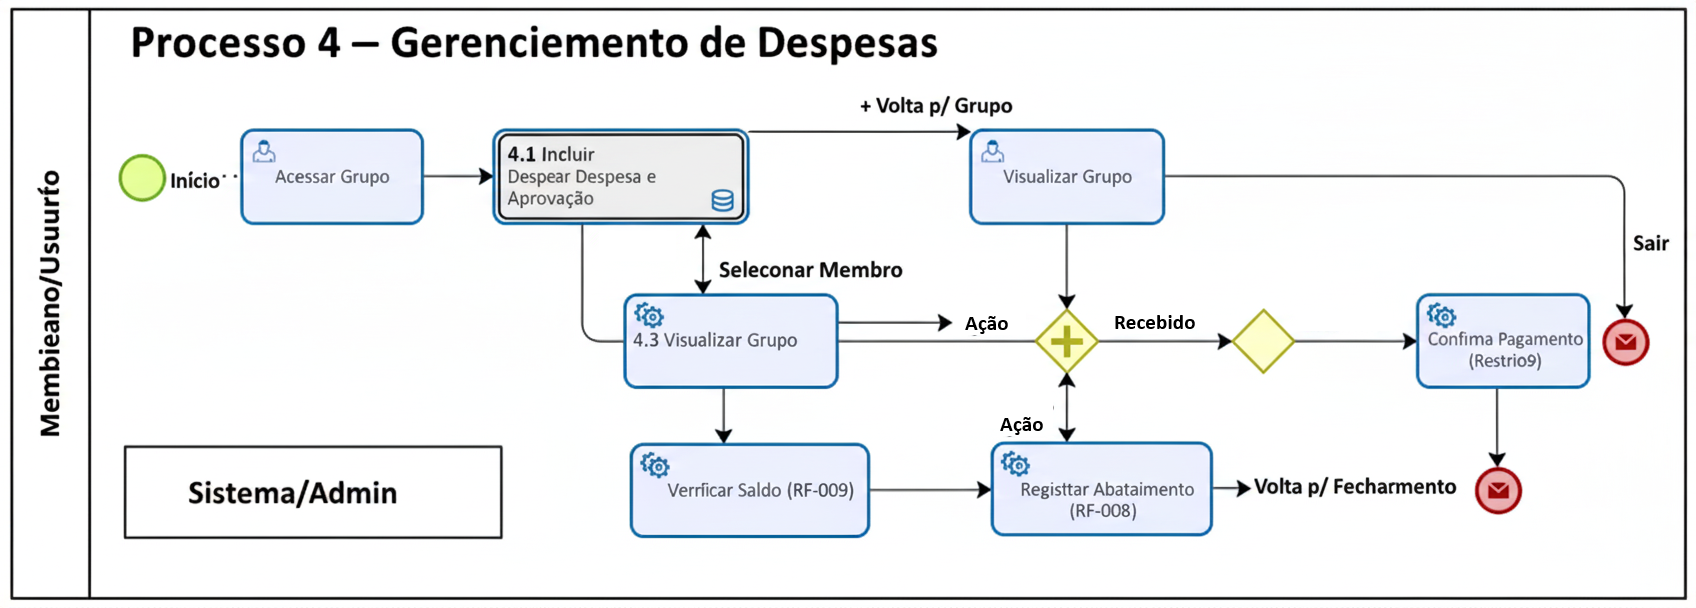 Processo 4 – Gerenciemento de Despesas
+ Volta p/ Grupo
Membieano/Usuuŕo
Início
Acessar Grupo
4.1 Incluir
Despear Despesa e
Aprovação
Visualizar Grupo
Sair
Seleconar Membro
4.3 Visualizar Grupo
Ação
Recebido
Confima Pagamento
(Restrio9)
Ação
Sistema/Admin
Verrficar Saldo (RF-009)
Registtar Abataimento
(RF-008)
Volta p/ Fecharmento